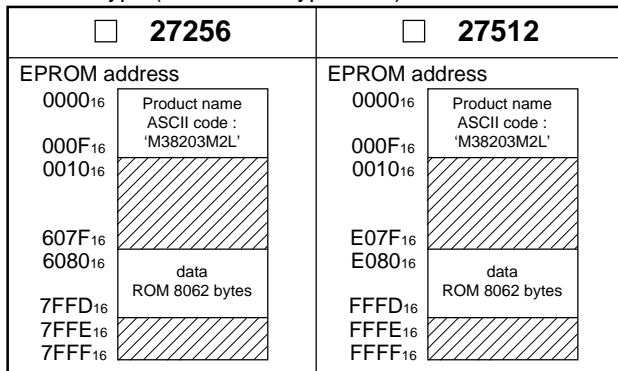 ☐ 27256
EPROM address
0000₁₆
Product name
ASCII code :
‘M38203M2L’
000F₁₆
0010₁₆
607F₁₆
6080₁₆
data
ROM 8062 bytes
7FFD₁₆
7FFE₁₆
7FFF₁₆
☐ 27512
EPROM address
0000₁₆
Product name
ASCII code :
‘M38203M2L’
000F₁₆
0010₁₆
E07F₁₆
E080₁₆
data
ROM 8062 bytes
FFFD₁₆
FFFE₁₆
FFFF₁₆